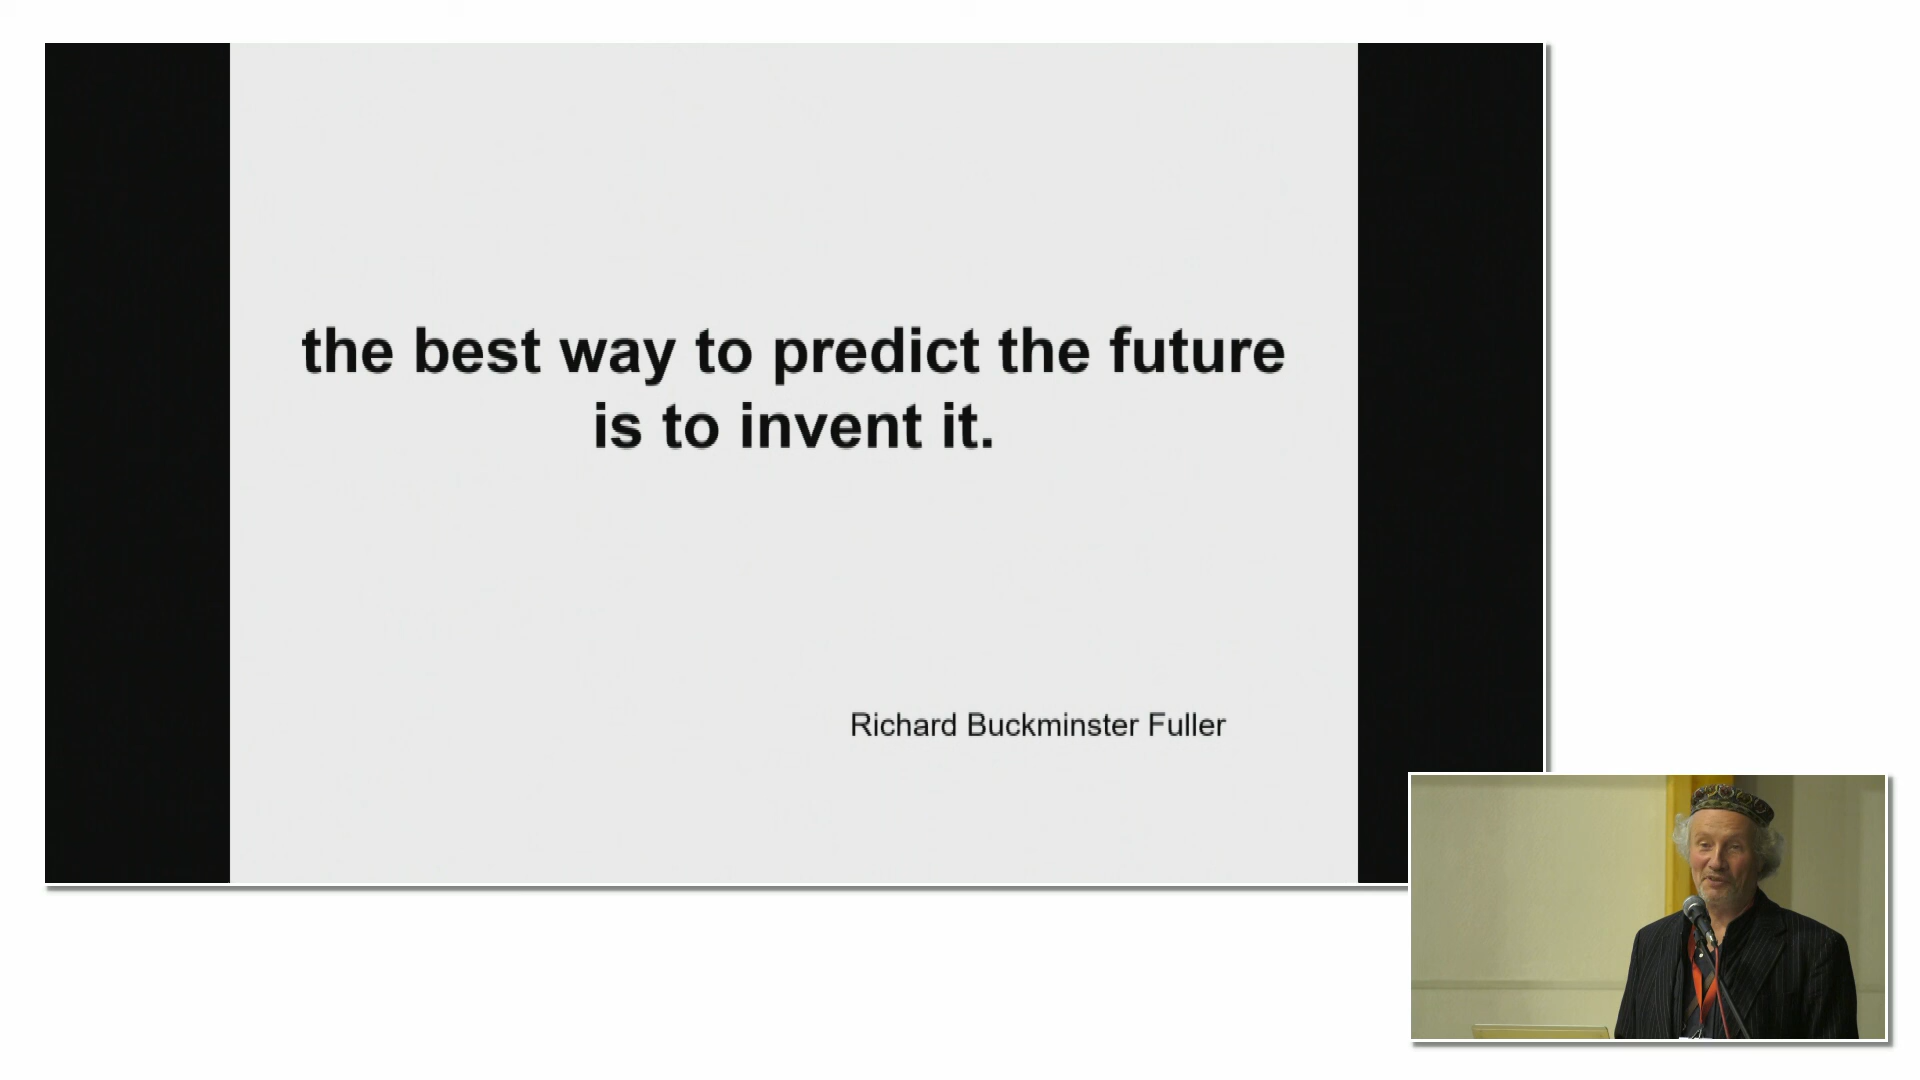 the best way to predict the future
is to invent it.
Richard Buckminster Fuller